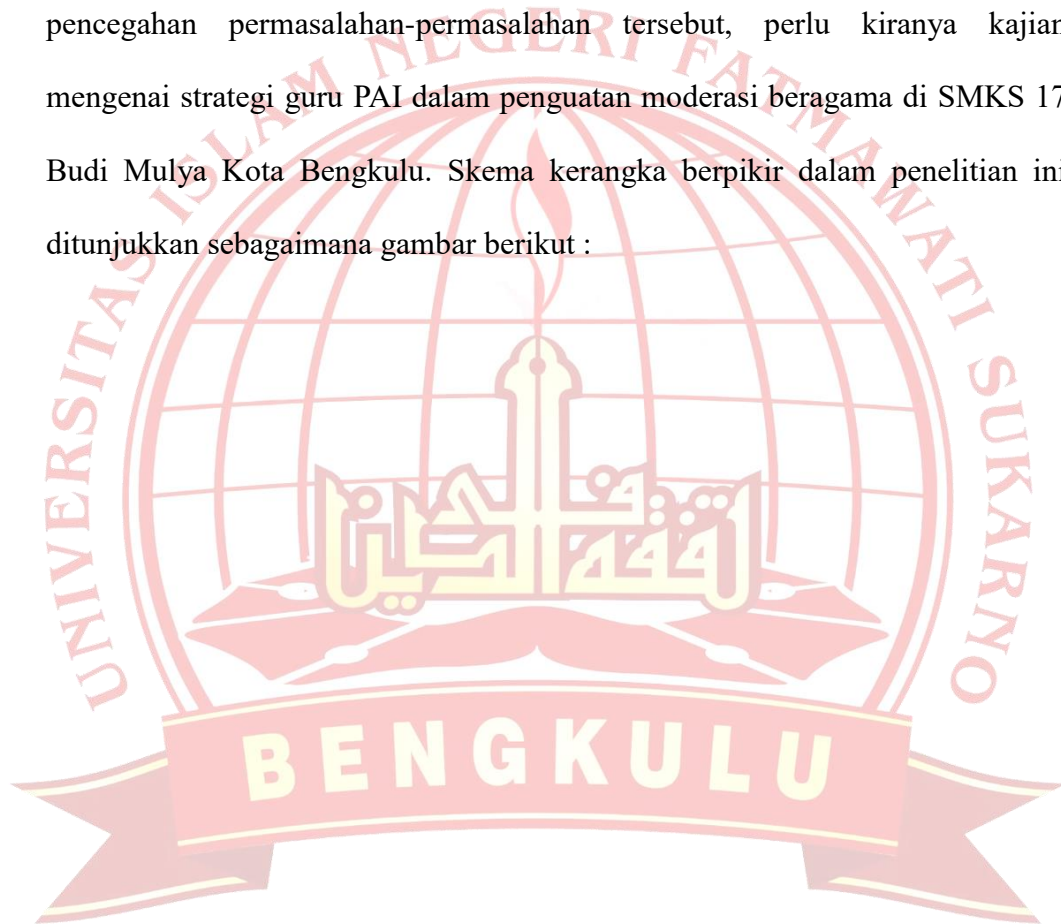 pencegahan permasalahan-permasalahan tersebut, perlu kiranya kajian
mengenai strategi guru PAI dalam penguatan moderasi beragama di SMKS 17
Budi Mulya Kota Bengkulu. Skema kerangka berpikir dalam penelitian ini
ditunjukkan sebagaimana gambar berikut :
UNIVERSITAS ISLAM NEGERI FATMAWATI SUKARNO
BENGKULU